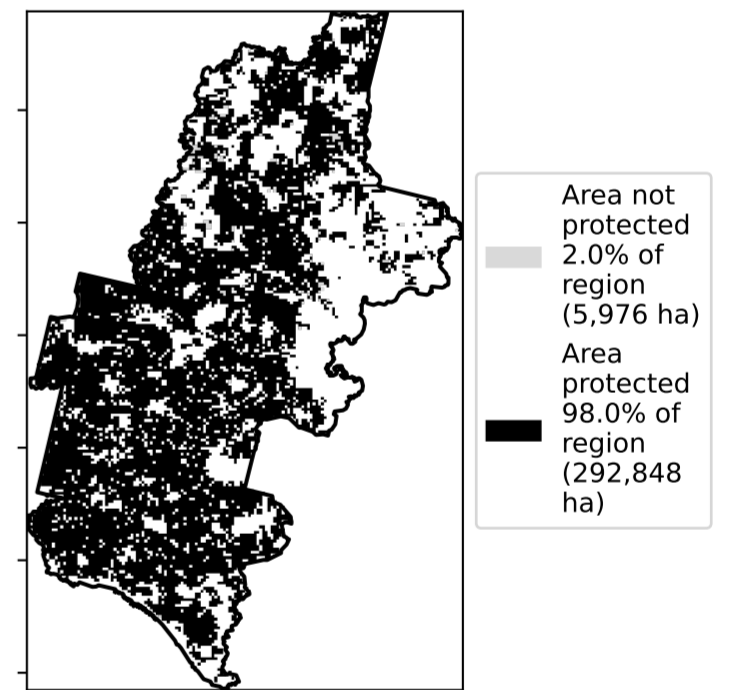 Area not
protected
2.0% of
region
(5,976 ha)
Area
protected
98.0% of
region
(292,848
ha)